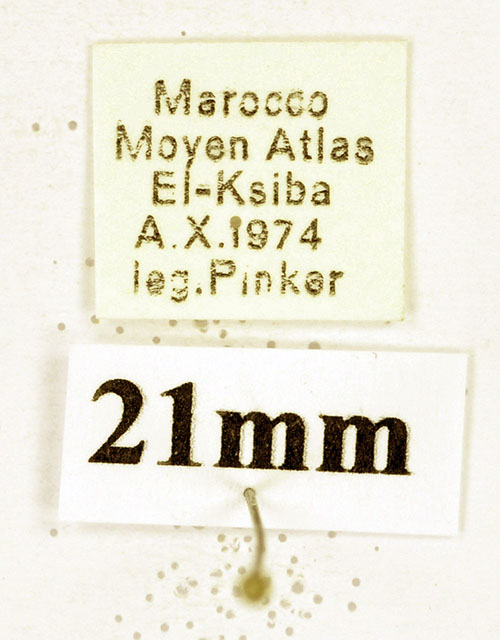 Marocco
Moyen Atlas
El-Ksiba
A.X.1974
leg.Pinker
21mm